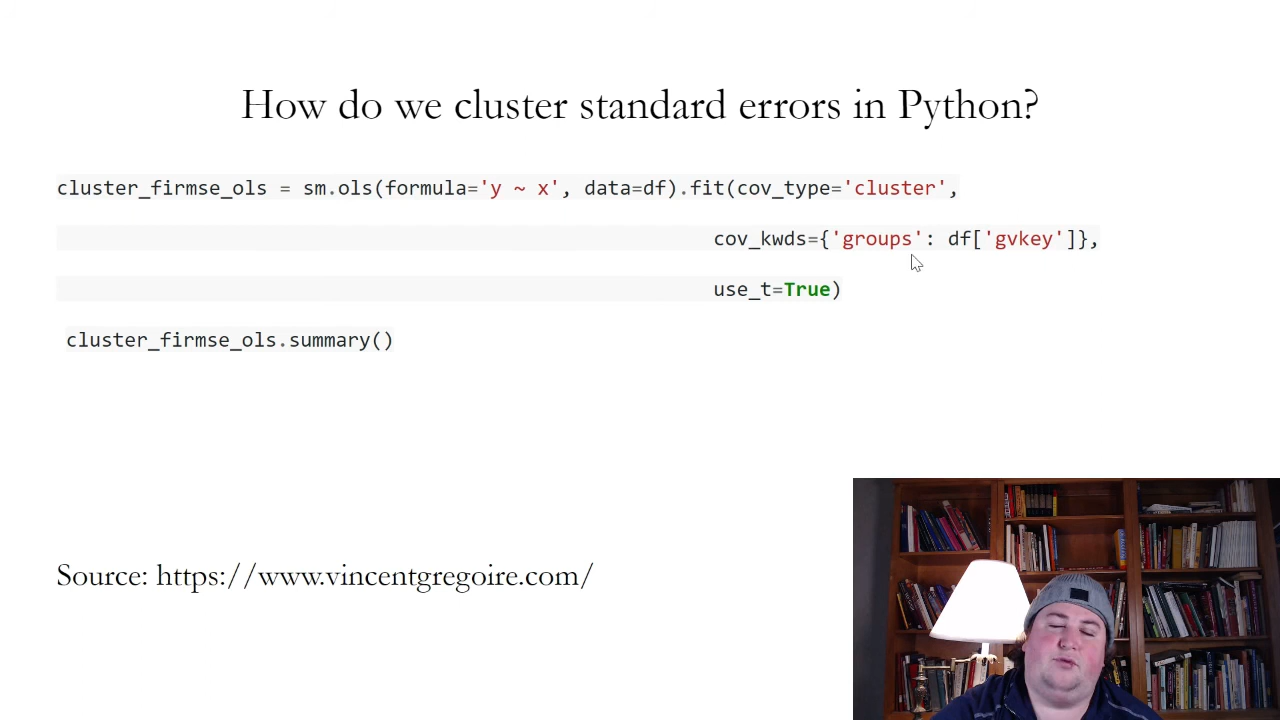 How do we cluster standard errors in Python?
cluster_firmse_ols = sm.ols(formula='y ~ x', data=df).fit(cov_type='cluster',
cov_kwds={'groups': df['gvkey']},
use_t=True)
cluster_firmse_ols.summary()
Source: https://www.vincentgregoire.com/